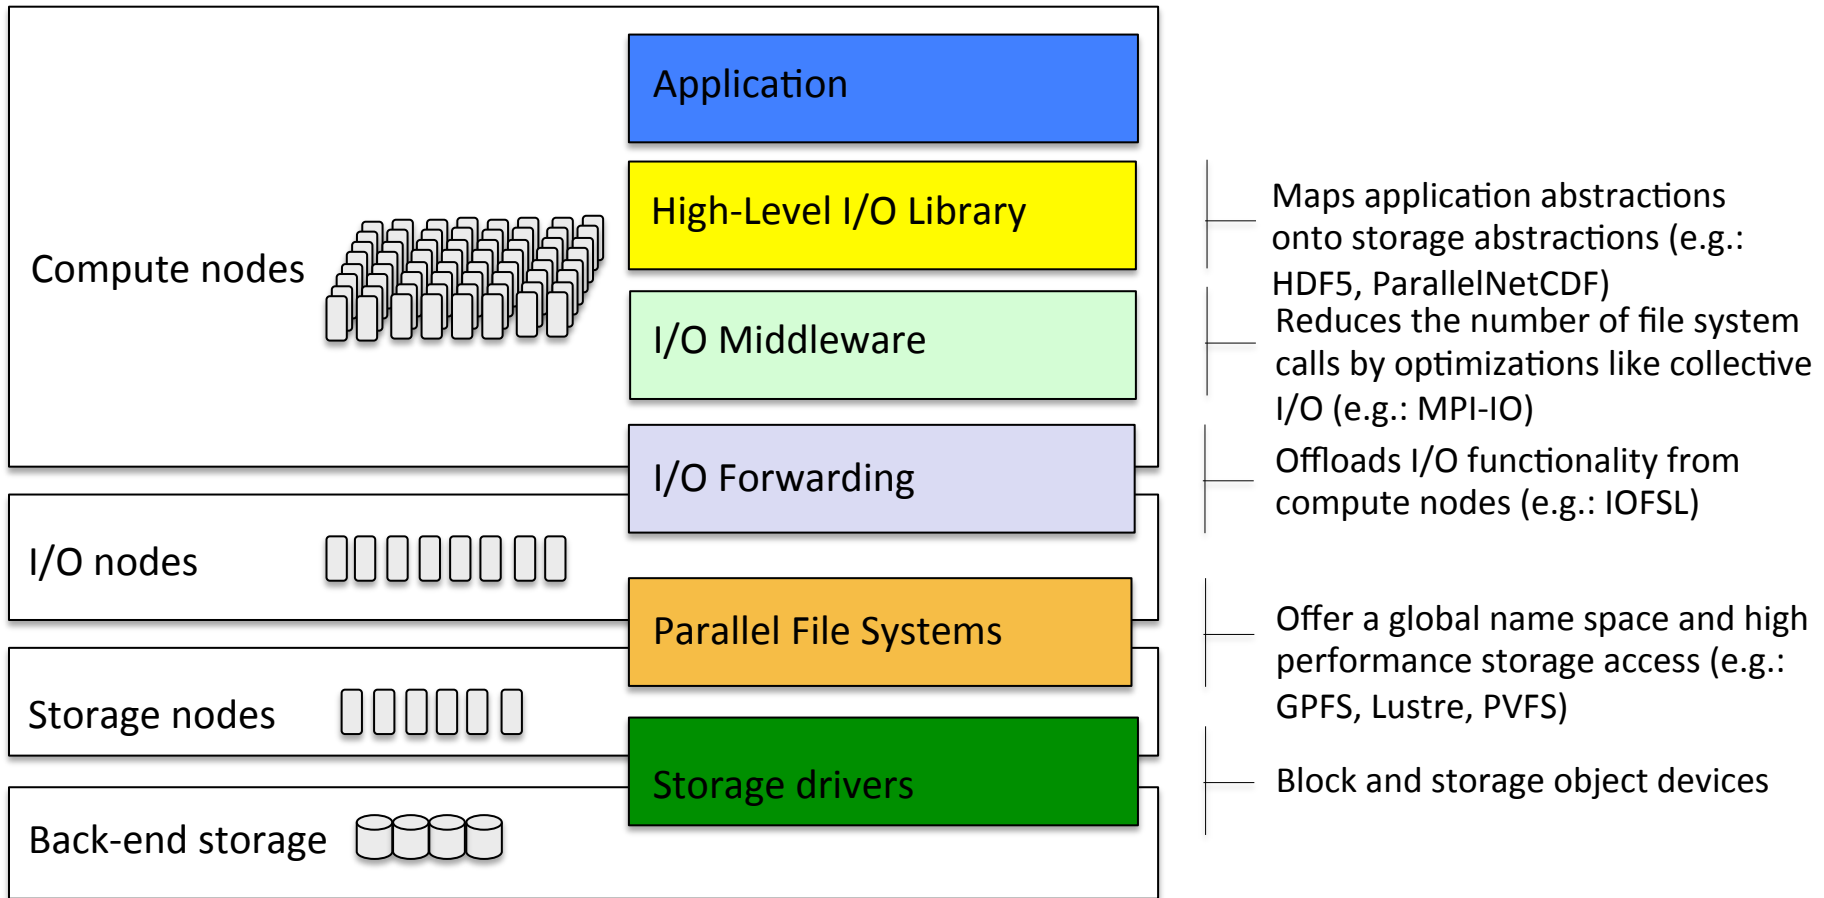 Application
High-Level I/O Library
Maps application abstractions
onto storage abstractions (e.g.:
HDF5, ParallelNetCDF)
Compute nodes
I/O Middleware
Reduces the number of file system
calls by optimizations like collective
I/O (e.g.: MPI-IO)
I/O Forwarding
Offloads I/O functionality from
compute nodes (e.g.: IOFSL)
I/O nodes
Parallel File Systems
Offer a global name space and high
performance storage access (e.g.:
GPFS, Lustre, PVFS)
Storage nodes
Storage drivers
Block and storage object devices
Back-end storage